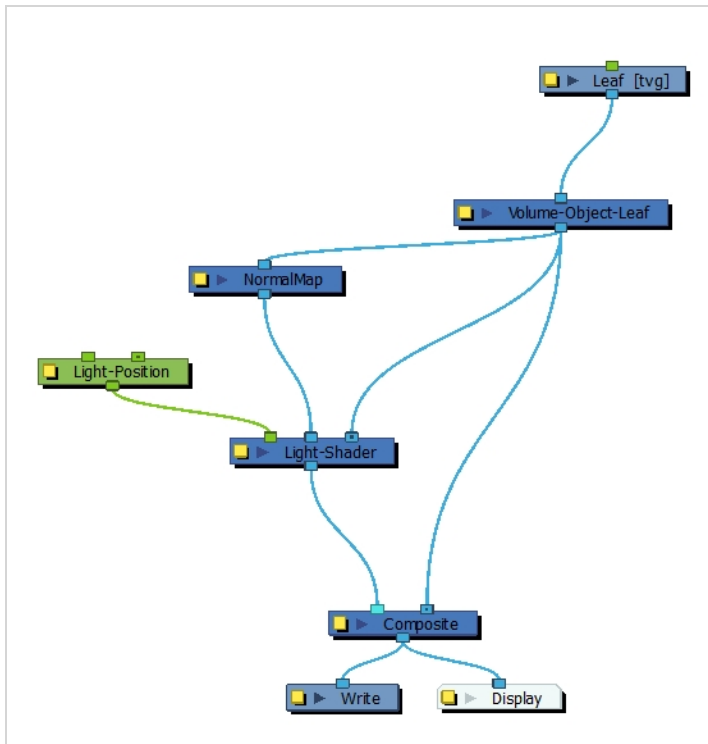 Leaf [tvg]
Volume-Object-Leaf
NormalMap
Light-Position
Light-Shader
Composite
Write
Display